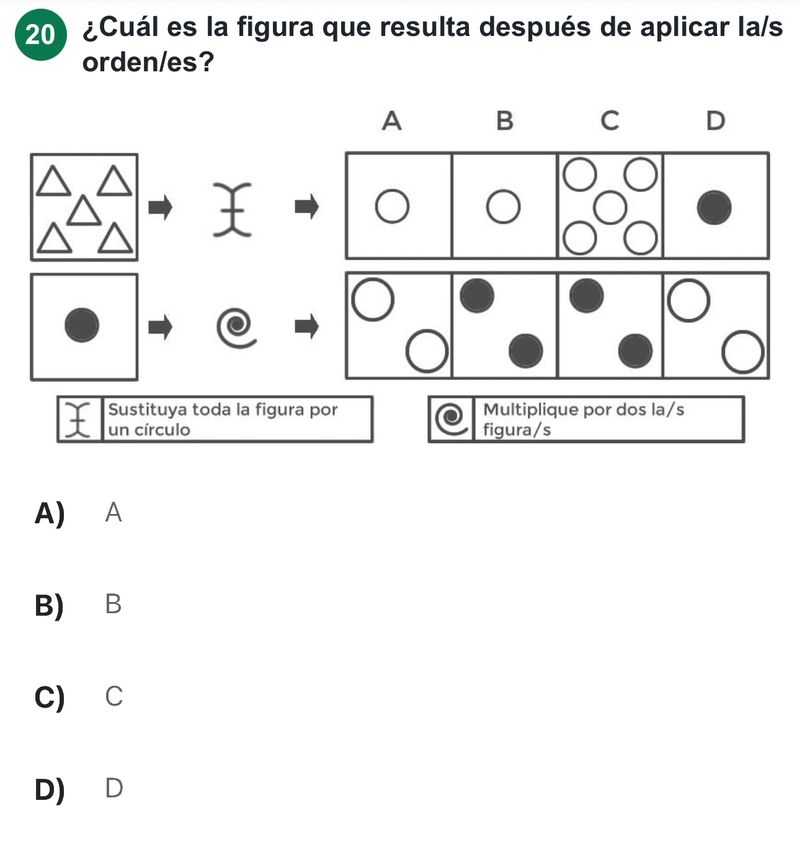 20 ¿Cuál es la figura que resulta después de aplicar la/s
orden/es?
A B C D
Sustituya toda la figura por
un círculo
Multiplique por dos la/s
figura/s
A) A
B) B
C) C
D) D